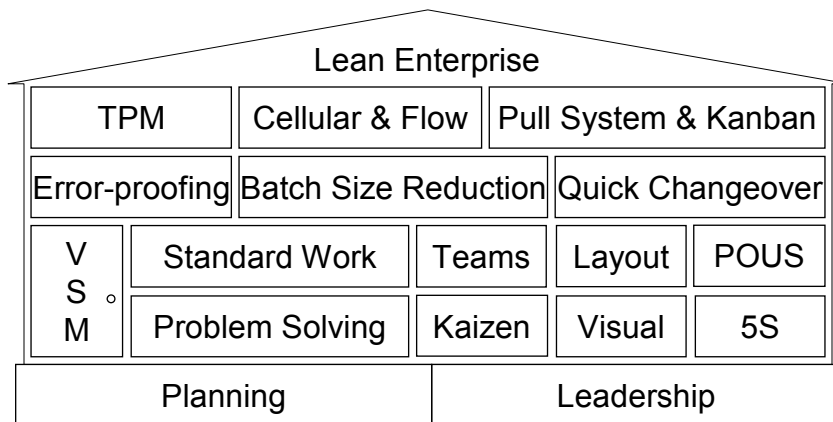 Lean Enterprise
TPM Cellular & Flow Pull System & Kanban
Error-proofing Batch Size Reduction Quick Changeover
V
S
M
Standard Work Teams Layout POUS
Problem Solving Kaizen Visual 5S
Planning Leadership